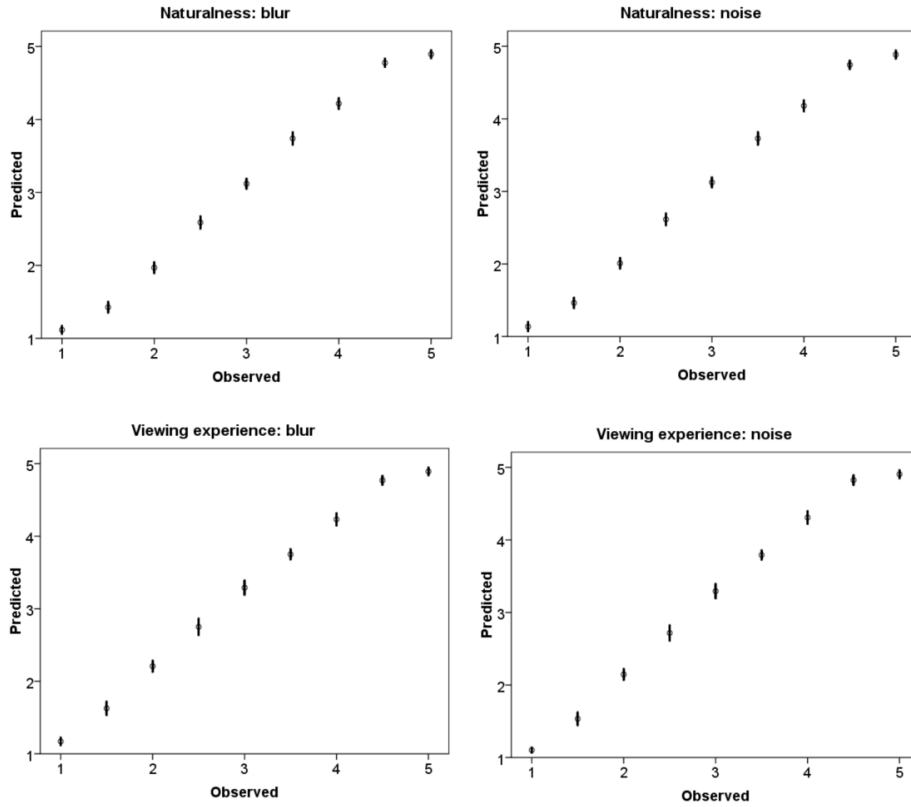 Naturalness: blur
5
4
3
2
1
Predicted
1 2 3 4 5
Observed
Naturalness: noise
5
4
3
2
1
Predicted
1 2 3 4 5
Observed
Viewing experience: blur
5
4
3
2
1
Predicted
1 2 3 4 5
Observed
Viewing experience: noise
5
4
3
2
1
Predicted
1 2 3 4 5
Observed